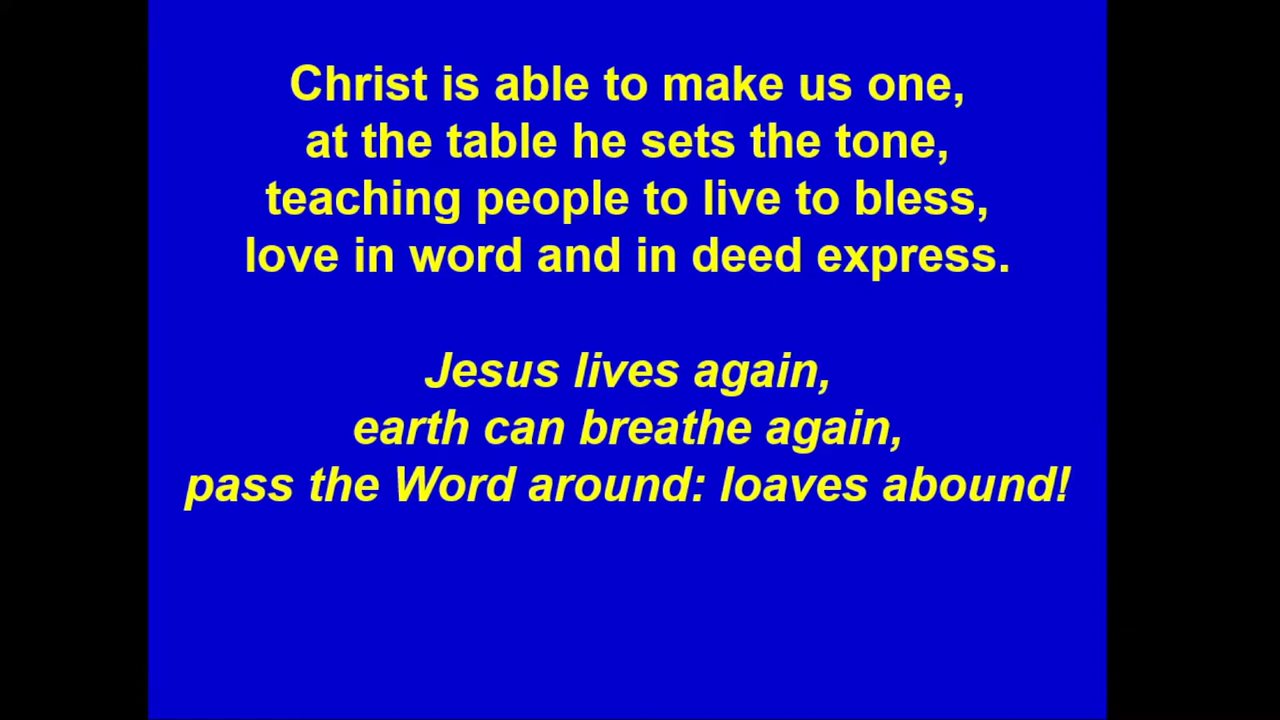 Christ is able to make us one,
at the table he sets the tone,
teaching people to live to bless,
love in word and in deed express.
Jesus lives again,
earth can breathe again,
pass the Word around: loaves abound!